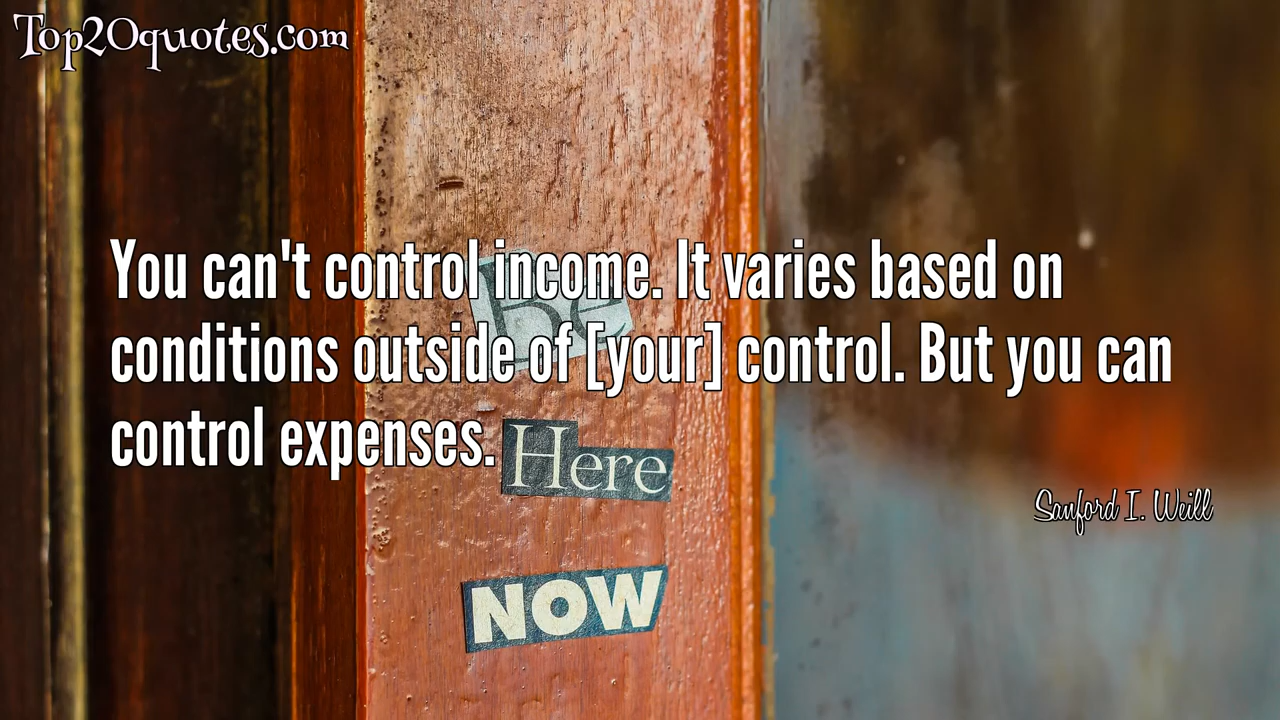 Top20quotes.com
You can't control income. It varies based on
conditions outside of [your] control. But you can
control expenses.
Sanford I. Weill
Be
Here
NOW